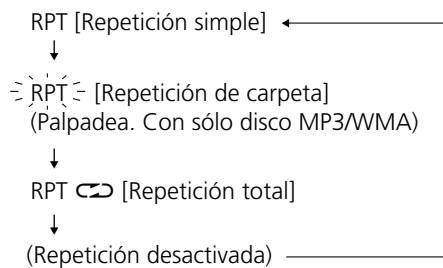 RPT [Repetición simple]
RPT [Repetición de carpeta]
(Palpadea. Con sólo disco MP3/WMA)
RPT [Repetición total]
(Repetición desactivada)